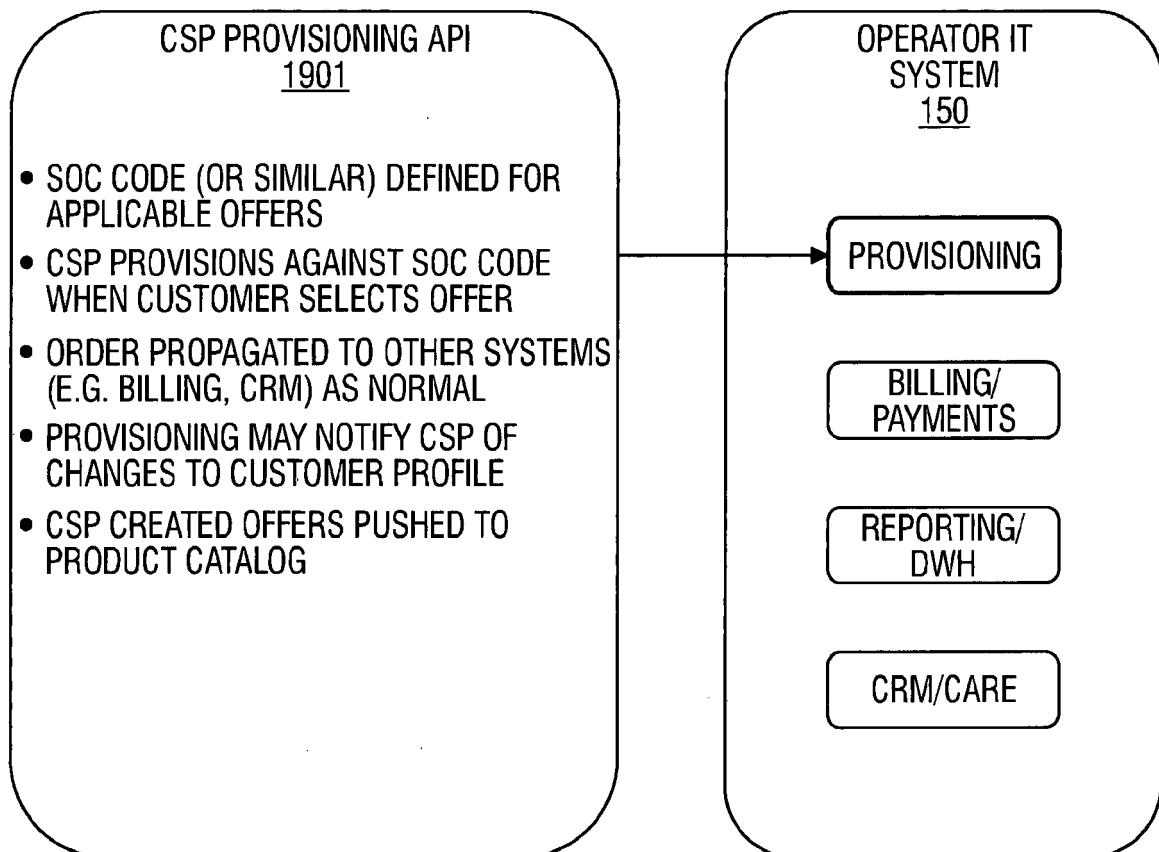 CSP PROVISIONING API
1901
• SOC CODE (OR SIMILAR) DEFINED FOR
APPLICABLE OFFERS
• CSP PROVISIONS AGAINST SOC CODE
WHEN CUSTOMER SELECTS OFFER
• ORDER PROPAGATED TO OTHER SYSTEMS
(E.G. BILLING, CRM) AS NORMAL
• PROVISIONING MAY NOTIFY CSP OF
CHANGES TO CUSTOMER PROFILE
• CSP CREATED OFFERS PUSHED TO
PRODUCT CATALOG
OPERATOR IT
SYSTEM
150
PROVISIONING
BILLING/
PAYMENTS
REPORTING/
DWH
CRM/CARE